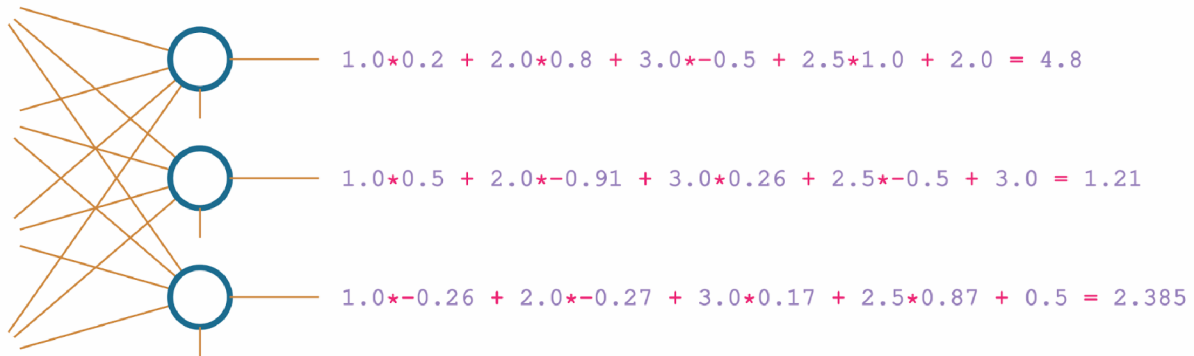 1.0*0.2 + 2.0*0.8 + 3.0*-0.5 + 2.5*1.0 + 2.0 = 4.8
1.0*0.5 + 2.0*-0.91 + 3.0*0.26 + 2.5*-0.5 + 3.0 = 1.21
1.0*-0.26 + 2.0*-0.27 + 3.0*0.17 + 2.5*0.87 + 0.5 = 2.385